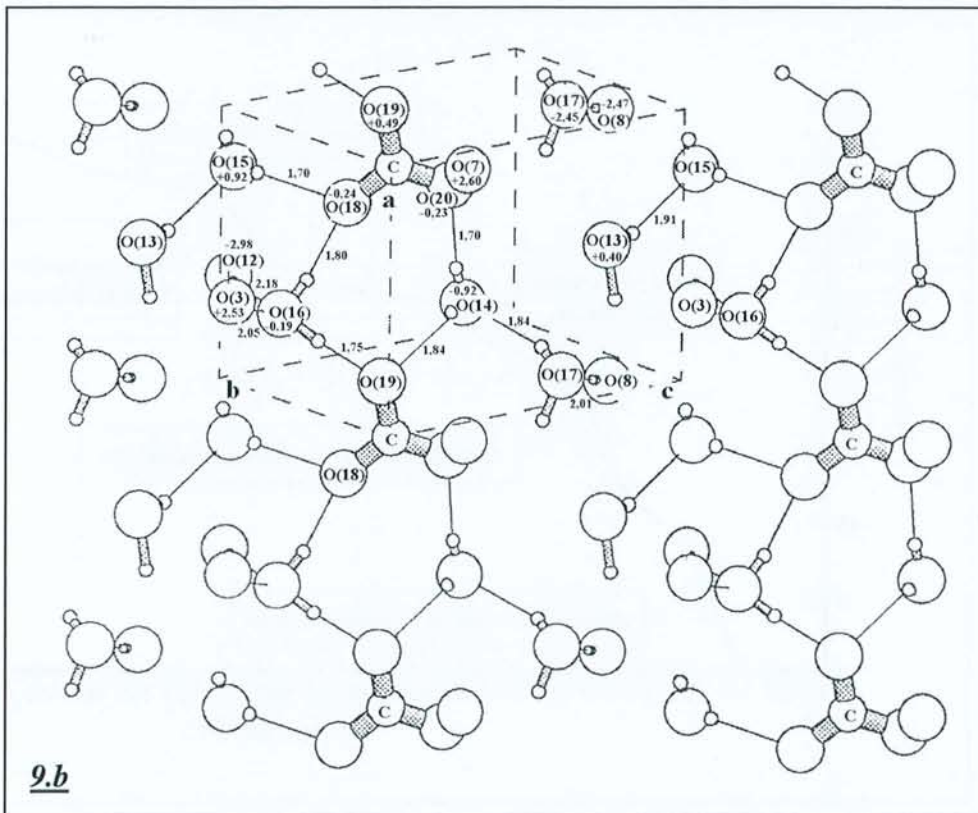 O(19)
+0.49
O(17)
-2.45
-2.47
O(8)
O(15)
+0.92
1.70
C
O(7)
+2.60
O(15)
-0.24
O(18)
a
O(20)
-0.23
1.91
O(13)
1.80
1.70
O(13)
+0.40
-2.98
O(12)
2.18
O(3)
+2.53
O(16)
-0.19
2.05
-0.92
O(14)
1.84
O(3)
O(16)
1.75
1.84
O(19)
O(17)
O(8)
2.01
b
c
C
O(18)
C
C
C
C
C
9.b